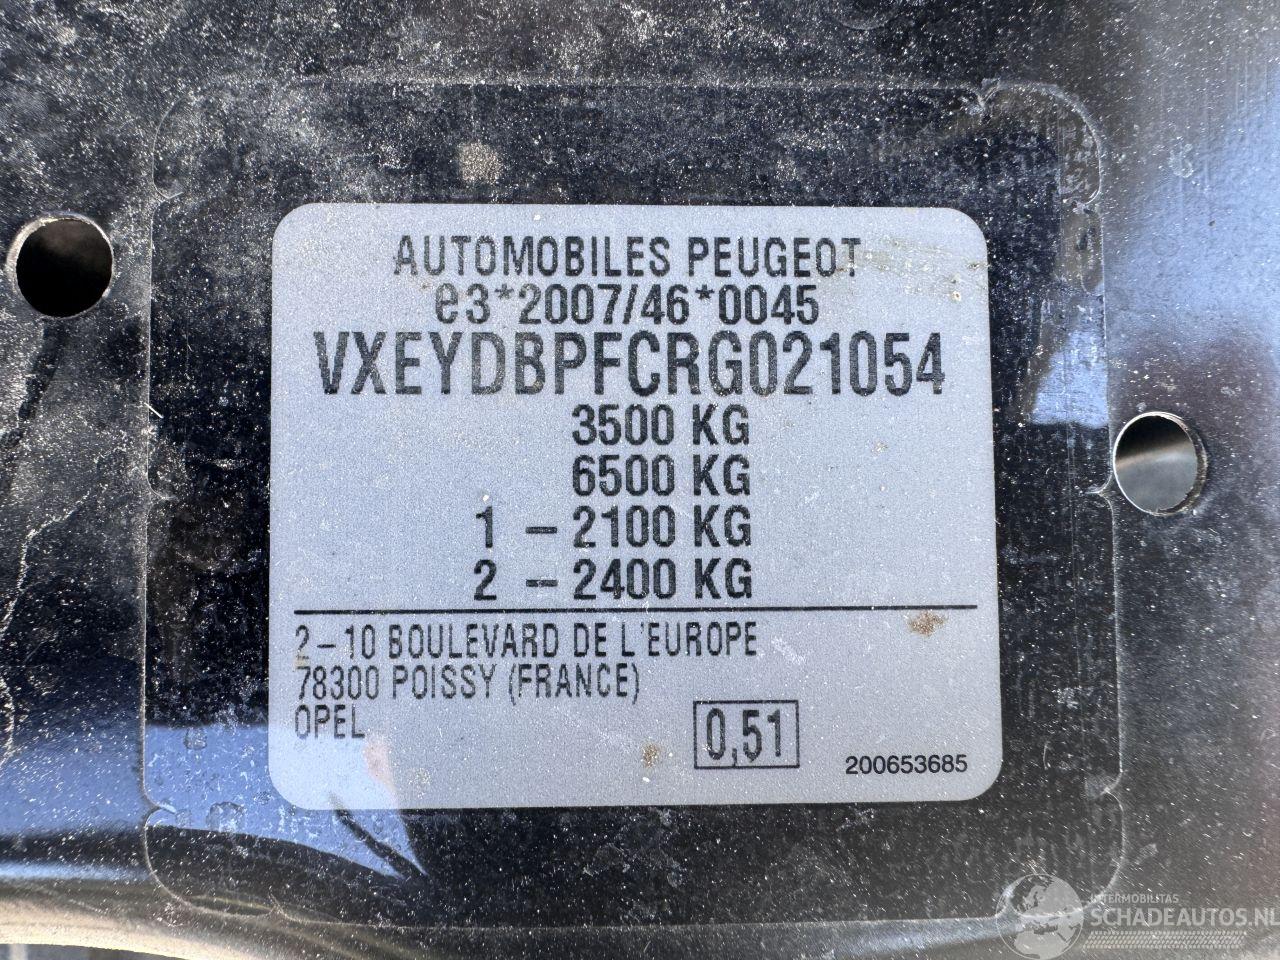 AUTOMOBILES PEUGEOT
e3*2007/46*0045
VXEYDBPFCRG021054
3500 KG
6500 KG
1 - 2100 KG
2 - 2400 KG
2-10 BOULEVARD DE L'EUROPE
78300 POISSY (FRANCE)
OPEL
0,51
200653685
INTERMOBILITAS
SCHADEAUTOS.NL